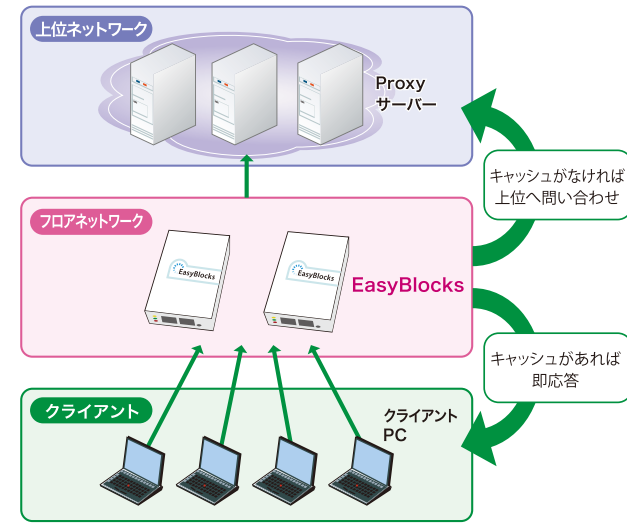 上位ネットワーク
Proxy
サーバー
キャッシュがなければ
上位へ問い合わせ
フロアネットワーク
EasyBlocks
EasyBlocks
EasyBlocks
キャッシュがあれば
即応答
クライアント
クライアント
PC